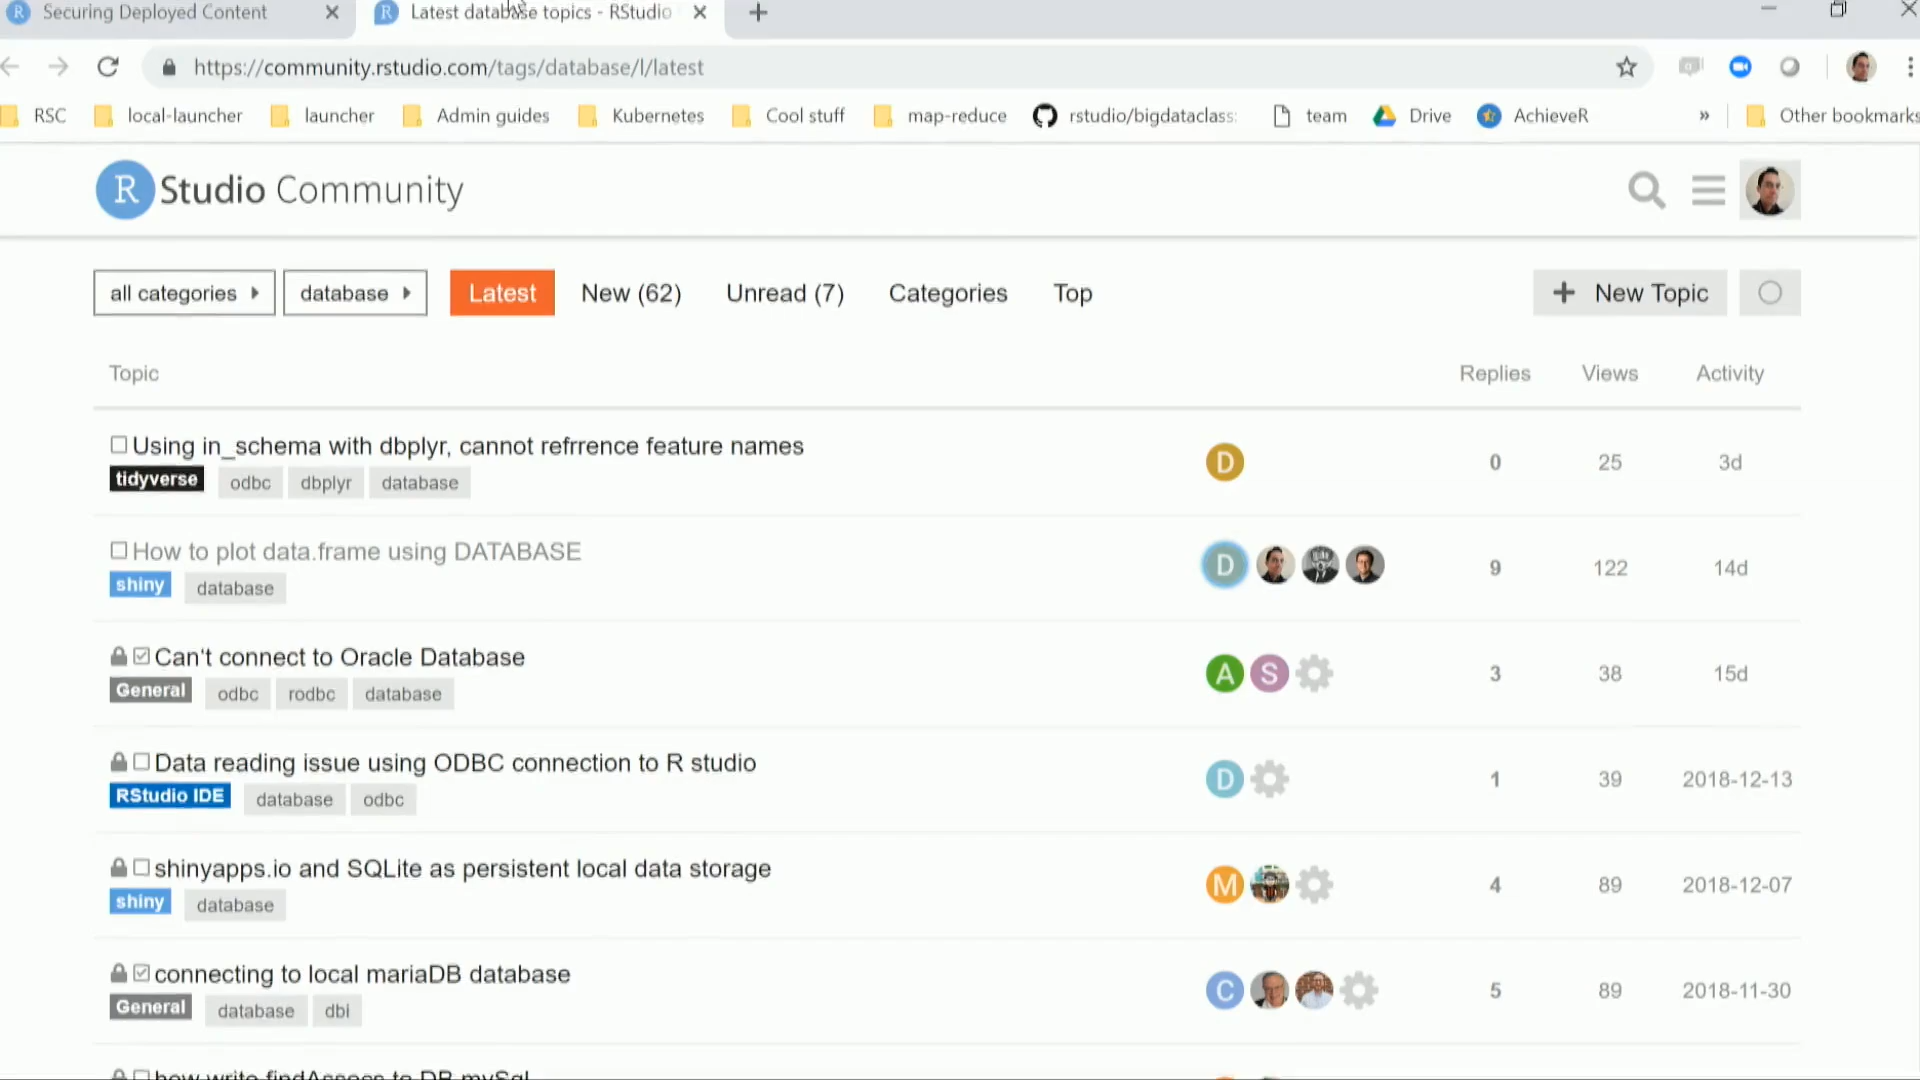 Securing Deployed Content
Latest database topics - RStudio
https://community.rstudio.com/tags/database/l/latest
RSC local-launcher launcher Admin guides Kubernetes Cool stuff map-reduce rstudio/bigdataclass: team Drive AchieveR » Other bookmarks
R Studio Community
all categories database Latest New (62) Unread (7) Categories Top + New Topic
Topic Replies Views Activity
Using in_schema with dbplyr, cannot refrrence feature names
tidyverse odbc dbplyr database
D 0 25 3d
How to plot data.frame using DATABASE
shiny database
D 9 122 14d
Can't connect to Oracle Database
General odbc rodbc database
A S 3 38 15d
Data reading issue using ODBC connection to R studio
RStudio IDE database odbc
D 1 39 2018-12-13
shinyapps.io and SQLite as persistent local data storage
shiny database
M 4 89 2018-12-07
connecting to local mariaDB database
General database dbi
C 5 89 2018-11-30
how write findAssocs to DB mySql